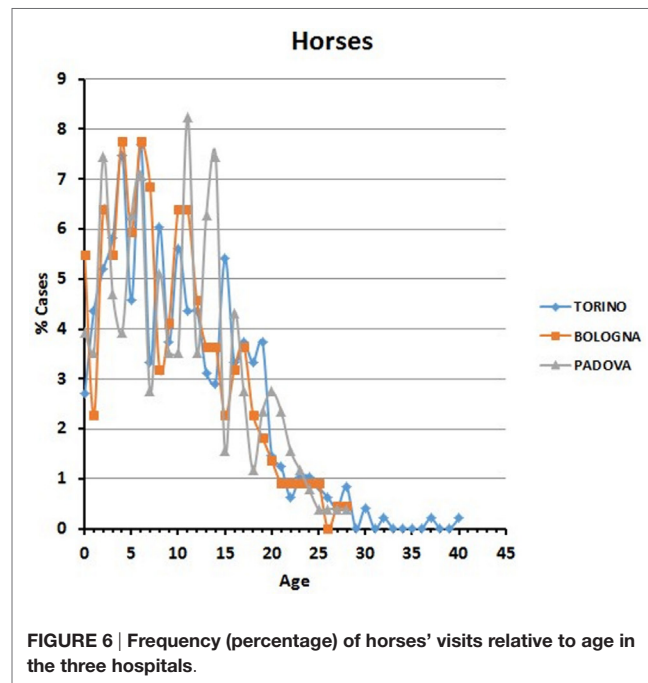 Horses
9
8
7
6
5
4
3
2
1
0
% Cases
0 5 10 15 20 25 30 35 40 45
Age
TORINO
BOLOGNA
PADOVA
FIGURE 6 | Frequency (percentage) of horses' visits relative to age in
the three hospitals.